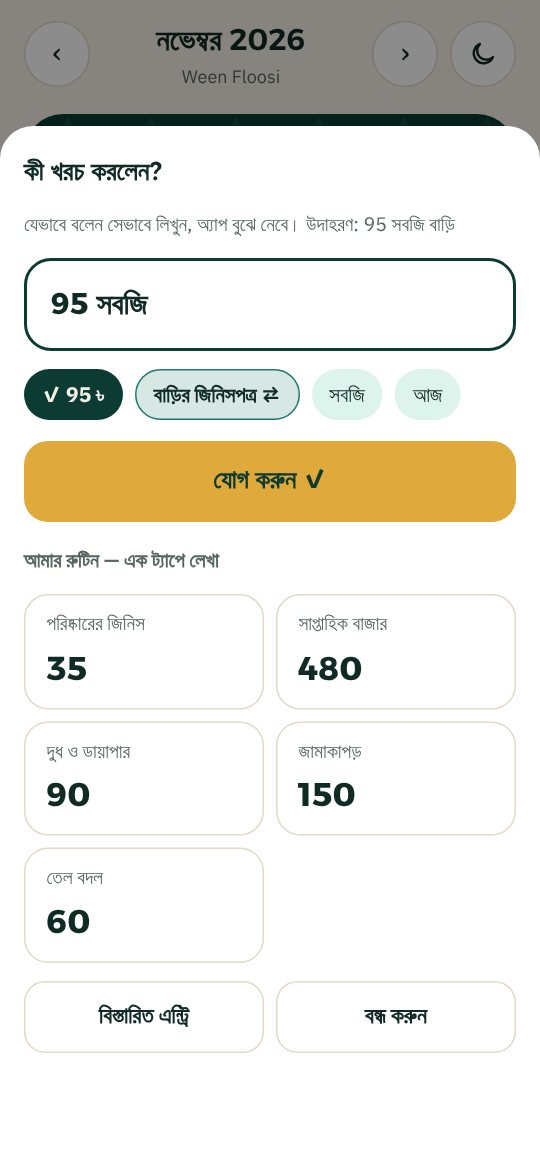 ‹
নভেম্বর 2026
›
Ween Floosi
কী খরচ করলেন?
যেভাবে বলেন সেভাবে লিখুন, অ্যাপ বুঝে নেবে। উদাহরণ: 95 সবজি বাড়ি
95 সবজি
✓ 95 ৳
বাড়ির জিনিসপত্র ⇄
সবজি
আজ
যোগ করুন ✓
আমার রুটিন — এক ট্যাপে লেখা
পরিষ্কারের জিনিস
35
সাপ্তাহিক বাজার
480
দুধ ও ডায়াপার
90
জামাকাপড়
150
তেল বদল
60
বিস্তারিত এন্ট্রি
বন্ধ করুন